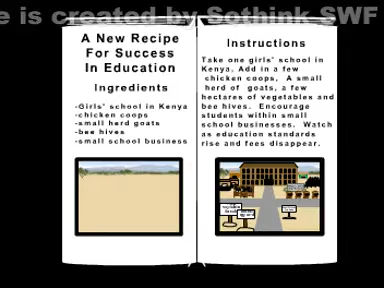 e is created by Sothink SWF
A New Recipe
For Success
In Education
Ingredients
-Girls' school in Kenya
-chicken coops
-small herd goats
-bee hives
-small school business
Instructions
Take one girls' school in
Kenya, Add in a few
chicken coops, A small
herd of goats, a few
hectares of vegetables and
bee hives. Encourage
students within small
school businesses. Watch
as education standards
rise and fees disappear.